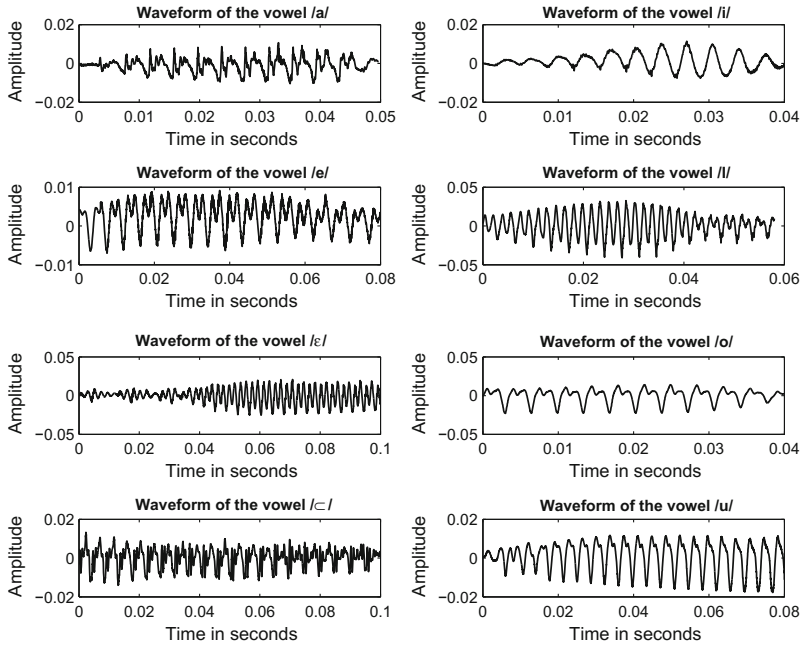 Waveform of the vowel /a/
Amplitude
0.02
0
−0.02
0 0.01 0.02 0.03 0.04 0.05
Time in seconds
Waveform of the vowel /i/
Amplitude
0.02
0
−0.02
0 0.01 0.02 0.03 0.04
Time in seconds
Waveform of the vowel /e/
Amplitude
0.01
0
−0.01
0 0.02 0.04 0.06 0.08
Time in seconds
Waveform of the vowel /I/
Amplitude
0.05
0
−0.05
0 0.02 0.04 0.06
Time in seconds
Waveform of the vowel /ε/
Amplitude
0.05
0
−0.05
0 0.02 0.04 0.06 0.08 0.1
Time in seconds
Waveform of the vowel /o/
Amplitude
0.05
0
−0.05
0 0.01 0.02 0.03 0.04
Time in seconds
Waveform of the vowel /⊂/
Amplitude
0.02
0
−0.02
0 0.02 0.04 0.06 0.08 0.1
Time in seconds
Waveform of the vowel /u/
Amplitude
0.02
0
−0.02
0 0.02 0.04 0.06 0.08
Time in seconds